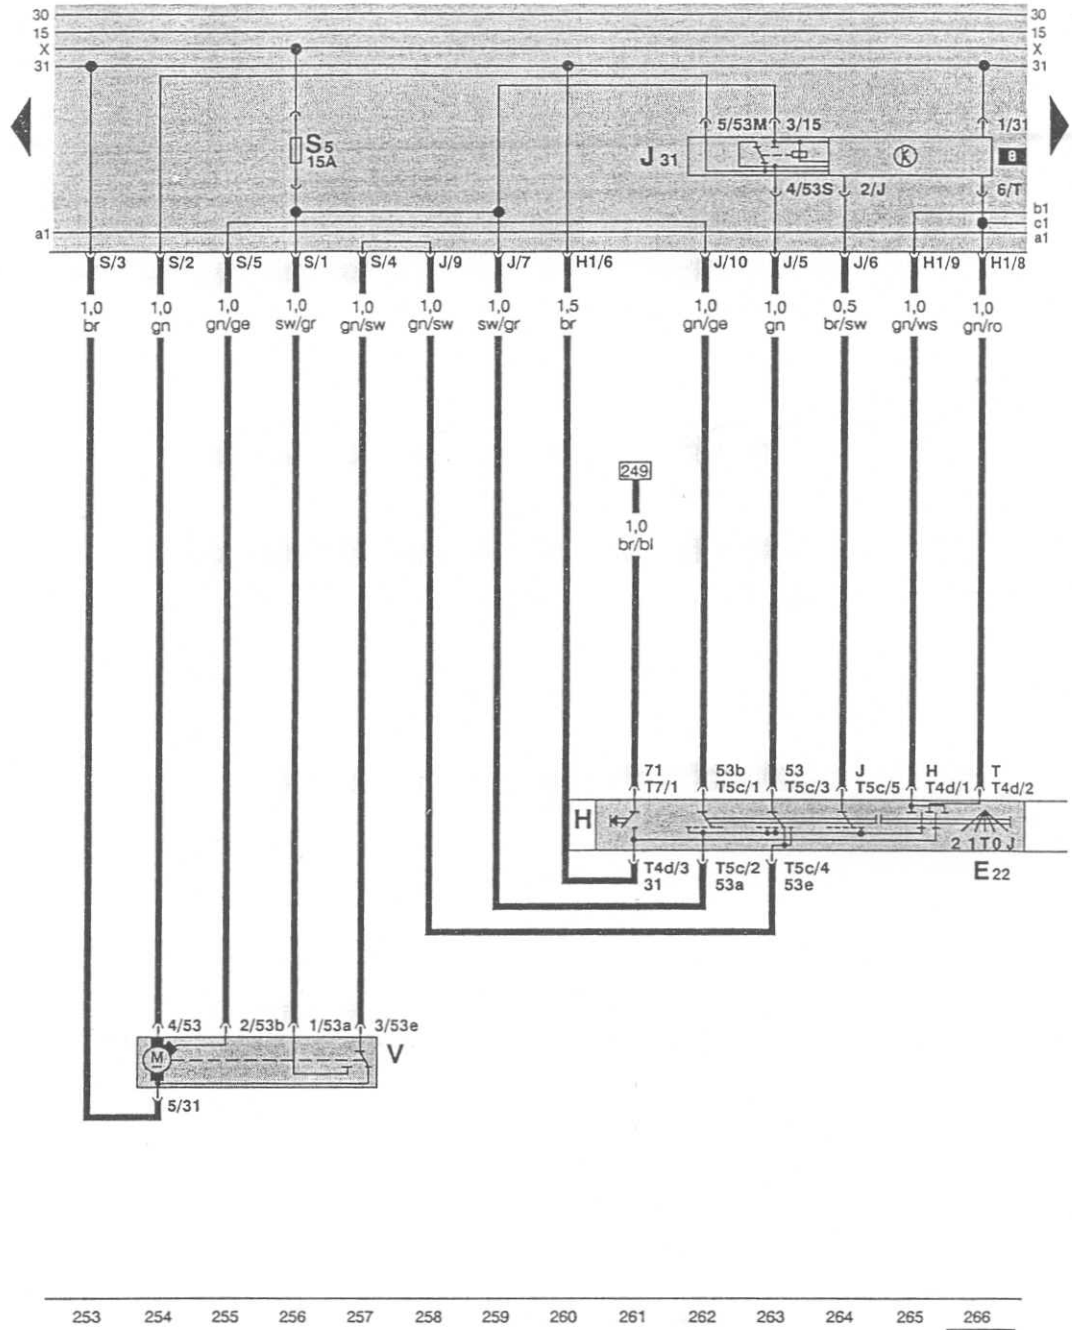 30 30
15 15
X X
31 31
5/53M 3/15 1/31
S5
15A
J 31 K 8
4/53S 2/J 6/T
b1
c1
a1 a1
S/3 S/2 S/5 S/1 S/4 J/9 J/7 H1/6 J/10 J/5 J/6 H1/9 H1/8
1,0 1,0 1,0 1,0 1,0 1,0 1,0 1,5 1,0 1,0 0,5 1,0 1,0
br gn gn/ge sw/gr gn/sw gn/sw sw/gr br gn/ge gn br/sw gn/ws gn/ro
249
1,0
br/bl
71 53b 53 J H T
T7/1 T5c/1 T5c/3 T5c/5 T4d/1 T4d/2
H
2 1 T 0 J
T4d/3 T5c/2 T5c/4
31 53a 53e
E22
4/53 2/53b 1/53a 3/53e
M V
5/31
253 254 255 256 257 258 259 260 261 262 263 264 265 266